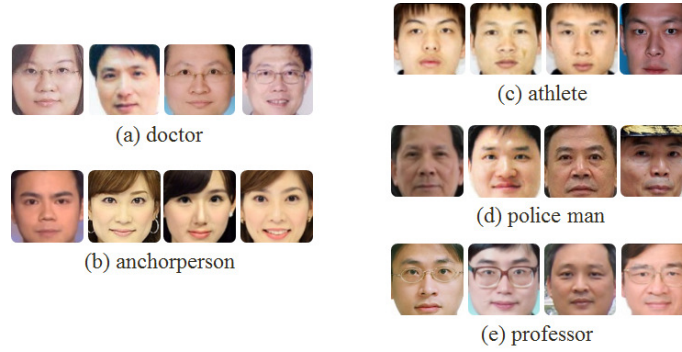 (a) doctor
(b) anchorperson
(c) athlete
(d) police man
(e) professor